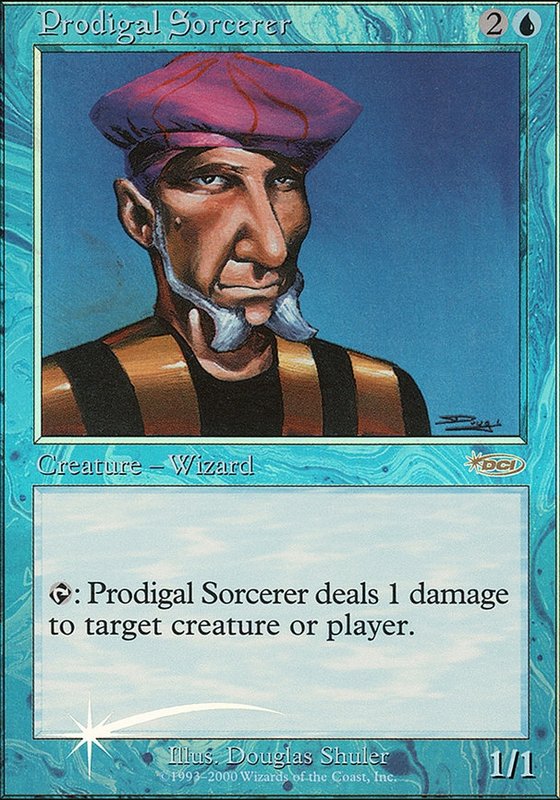 Prodigal Sorcerer 2
Doug
Creature – Wizard
DCI
: Prodigal Sorcerer deals 1 damage
to target creature or player.
Illus. Douglas Shuler
©1993–2000 Wizards of the Coast, Inc.
1/1